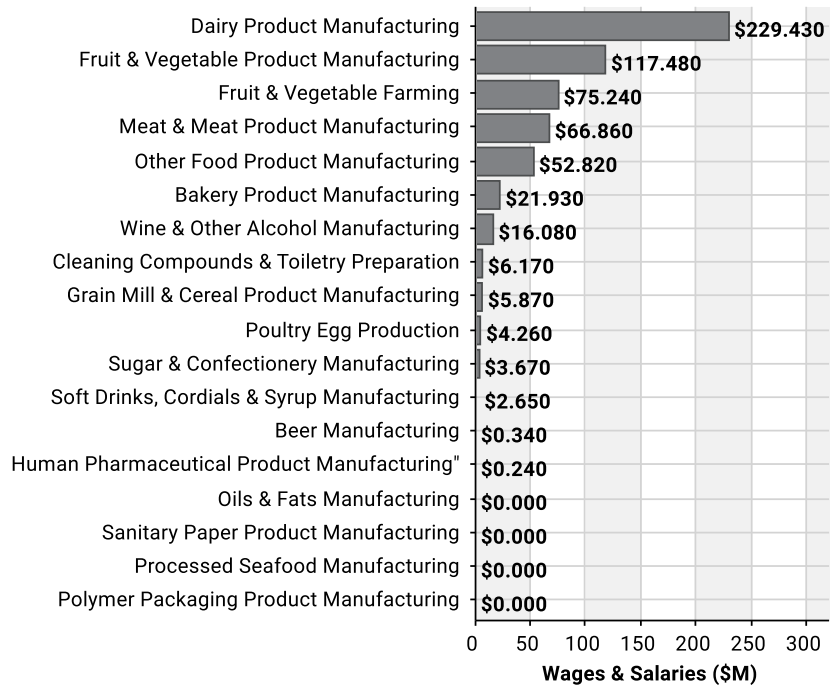 Dairy Product Manufacturing $229.430
Fruit & Vegetable Product Manufacturing $117.480
Fruit & Vegetable Farming $75.240
Meat & Meat Product Manufacturing $66.860
Other Food Product Manufacturing $52.820
Bakery Product Manufacturing $21.930
Wine & Other Alcohol Manufacturing $16.080
Cleaning Compounds & Toiletry Preparation $6.170
Grain Mill & Cereal Product Manufacturing $5.870
Poultry Egg Production $4.260
Sugar & Confectionery Manufacturing $3.670
Soft Drinks, Cordials & Syrup Manufacturing $2.650
Beer Manufacturing $0.340
Human Pharmaceutical Product Manufacturing" $0.240
Oils & Fats Manufacturing $0.000
Sanitary Paper Product Manufacturing $0.000
Processed Seafood Manufacturing $0.000
Polymer Packaging Product Manufacturing $0.000
0 50 100 150 200 250 300
Wages & Salaries ($M)